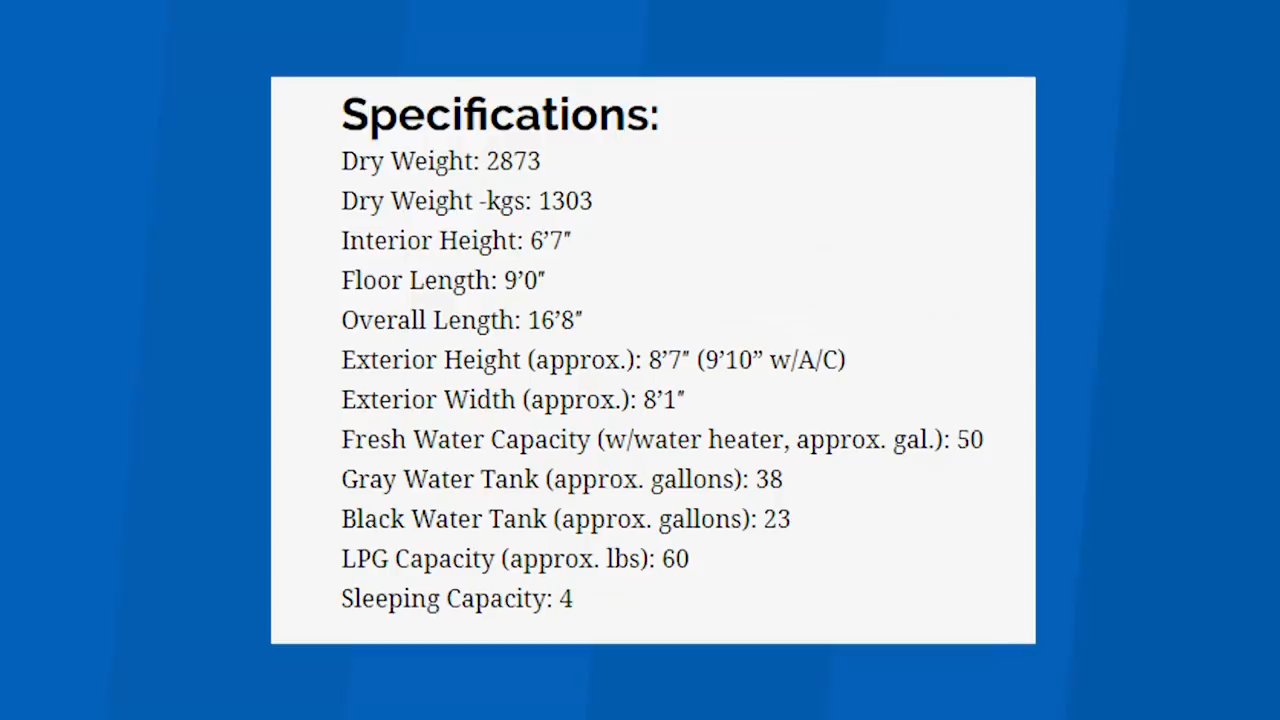 Specifications:
Dry Weight: 2873
Dry Weight -kgs: 1303
Interior Height: 6’7″
Floor Length: 9’0″
Overall Length: 16’8″
Exterior Height (approx.): 8’7″ (9’10” w/A/C)
Exterior Width (approx.): 8’1″
Fresh Water Capacity (w/water heater, approx. gal.): 50
Gray Water Tank (approx. gallons): 38
Black Water Tank (approx. gallons): 23
LPG Capacity (approx. lbs): 60
Sleeping Capacity: 4